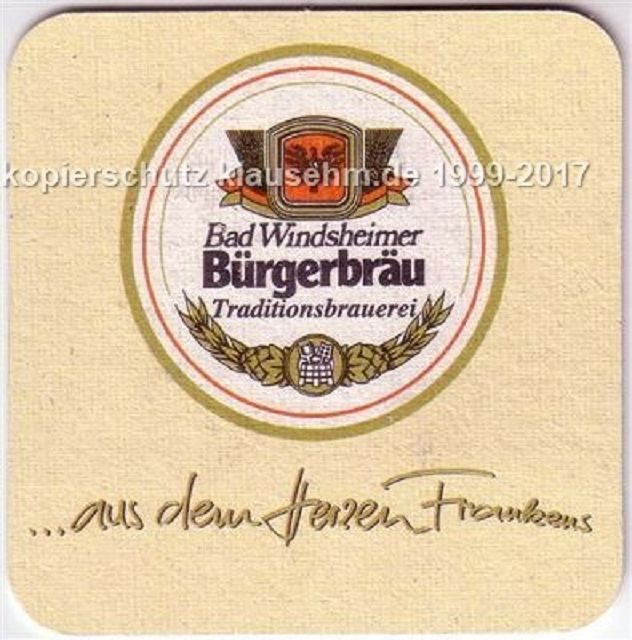 kopierschutz klausehm.de 1999-2017
Bad Windsheimer
Bürgerbräu
Traditionsbrauerei
...aus dem Herzen Frankens